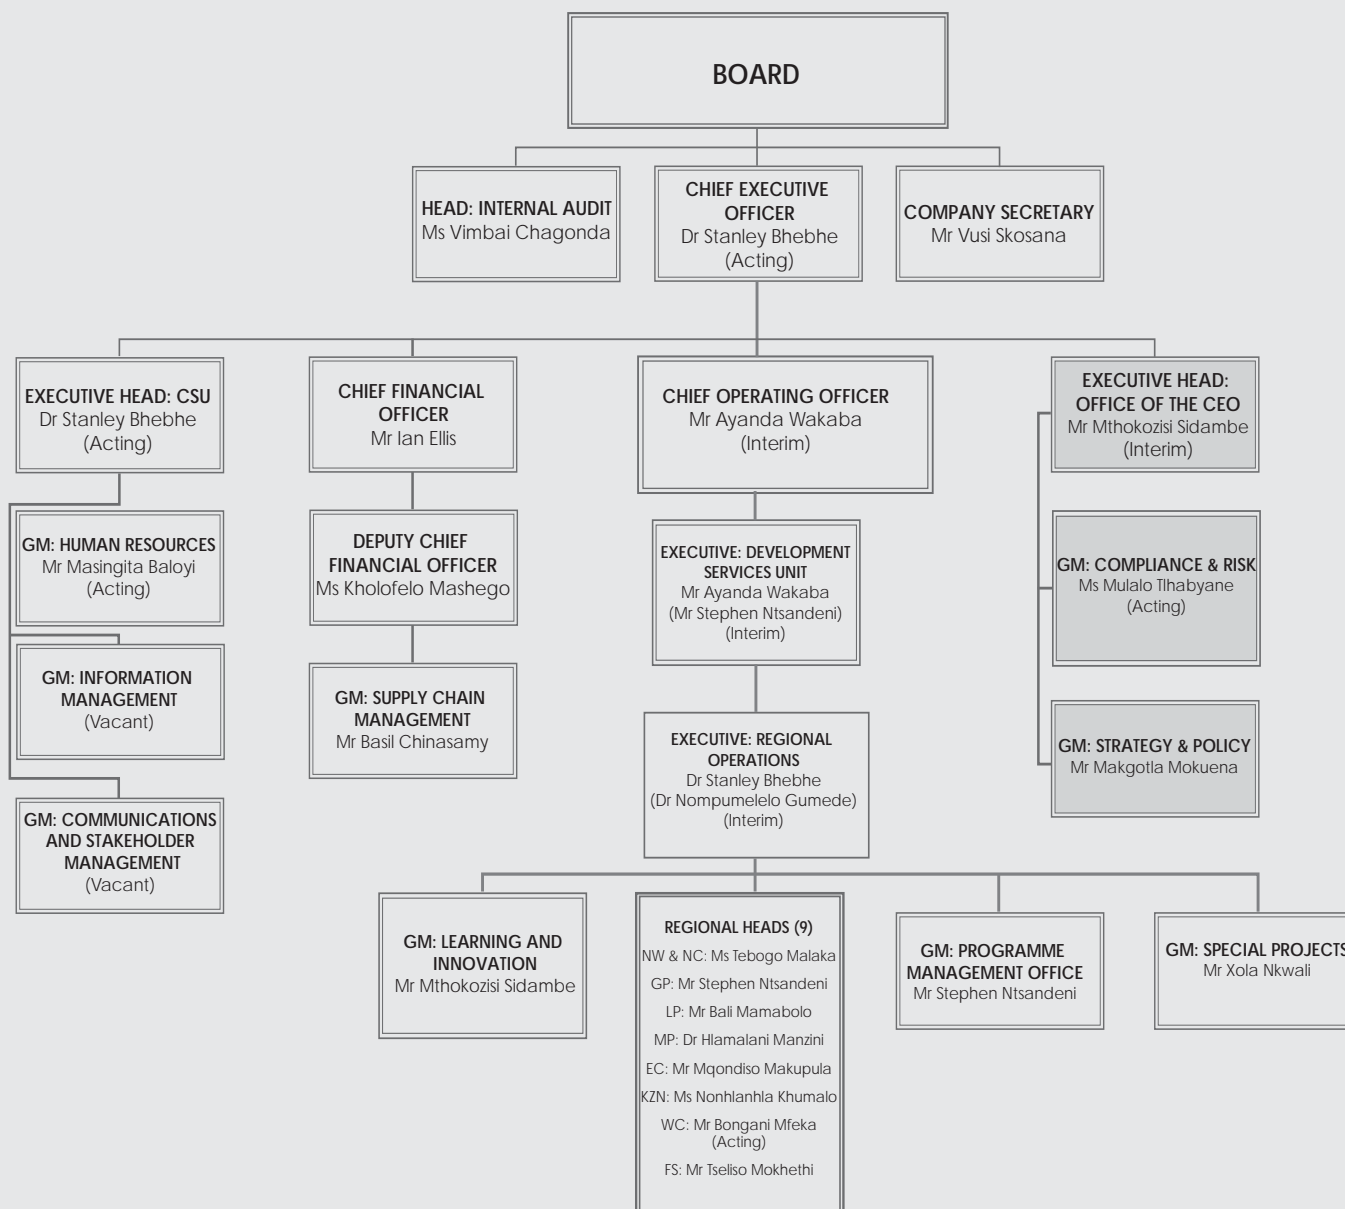 BOARD
HEAD: INTERNAL AUDIT
Ms Vimbai Chagonda
CHIEF EXECUTIVE
OFFICER
Dr Stanley Bhebhe
(Acting)
COMPANY SECRETARY
Mr Vusi Skosana
EXECUTIVE HEAD: CSU
Dr Stanley Bhebhe
(Acting)
CHIEF FINANCIAL
OFFICER
Mr Ian Ellis
CHIEF OPERATING OFFICER
Mr Ayanda Wakaba
(Interim)
EXECUTIVE HEAD:
OFFICE OF THE CEO
Mr Mthokozisi Sidambe
(Interim)
GM: HUMAN RESOURCES
Mr Masingita Baloyi
(Acting)
DEPUTY CHIEF
FINANCIAL OFFICER
Ms Kholofelo Mashego
EXECUTIVE: DEVELOPMENT
SERVICES UNIT
Mr Ayanda Wakaba
(Mr Stephen Ntsandeni)
(Interim)
GM: COMPLIANCE & RISK
Ms Mulalo Tlhabyane
(Acting)
GM: INFORMATION
MANAGEMENT
(Vacant)
GM: SUPPLY CHAIN
MANAGEMENT
Mr Basil Chinasamy
EXECUTIVE: REGIONAL
OPERATIONS
Dr Stanley Bhebhe
(Dr Nompumelelo Gumede)
(Interim)
GM: STRATEGY & POLICY
Mr Makgotla Mokuena
GM: COMMUNICATIONS
AND STAKEHOLDER
MANAGEMENT
(Vacant)
GM: LEARNING AND
INNOVATION
Mr Mthokozisi Sidambe
REGIONAL HEADS (9)
NW & NC: Ms Tebogo Malaka
GP: Mr Stephen Ntsandeni
LP: Mr Bali Mamabolo
MP: Dr Hlamalani Manzini
EC: Mr Mqondiso Makupula
KZN: Ms Nonhlanhla Khumalo
WC: Mr Bongani Mfeka
(Acting)
FS: Mr Tseliso Mokhethi
GM: PROGRAMME
MANAGEMENT OFFICE
Mr Stephen Ntsandeni
GM: SPECIAL PROJECTS
Mr Xola Nkwali